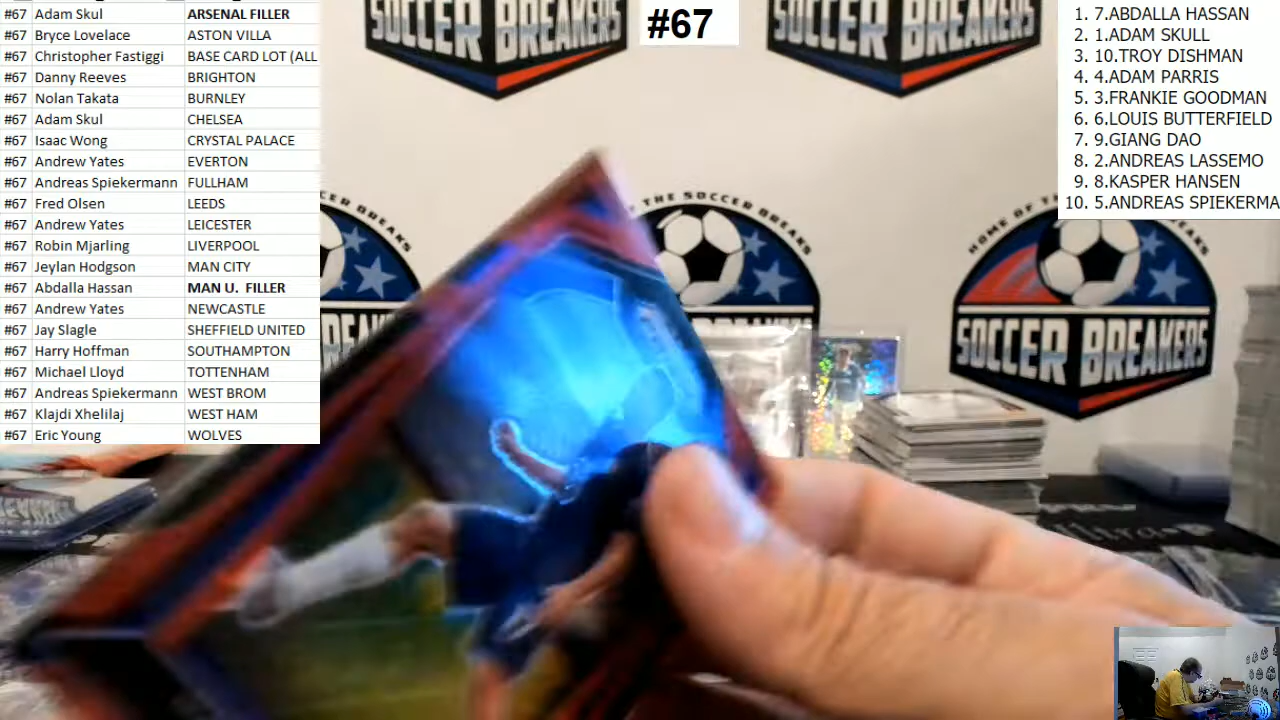 #67 Adam Skul ARSENAL FILLER
#67 Bryce Lovelace ASTON VILLA
#67 Christopher Fastiggi BASE CARD LOT (ALL
#67 Danny Reeves BRIGHTON
#67 Nolan Takata BURNLEY
#67 Adam Skul CHELSEA
#67 Isaac Wong CRYSTAL PALACE
#67 Andrew Yates EVERTON
#67 Andreas Spiekermann FULLHAM
#67 Fred Olsen LEEDS
#67 Andrew Yates LEICESTER
#67 Robin Mjarling LIVERPOOL
#67 Jeylan Hodgson MAN CITY
#67 Abdalla Hassan MAN U. FILLER
#67 Andrew Yates NEWCASTLE
#67 Jay Slagle SHEFFIELD UNITED
#67 Harry Hoffman SOUTHAMPTON
#67 Michael Lloyd TOTTENHAM
#67 Andreas Spiekermann WEST BROM
#67 Klajdi Xhelilaj WEST HAM
#67 Eric Young WOLVES
#67
1. 7.ABDALLA HASSAN
2. 1.ADAM SKULL
3. 10.TROY DISHMAN
4. 4.ADAM PARRIS
5. 3.FRANKIE GOODMAN
6. 6.LOUIS BUTTERFIELD
7. 9.GIANG DAO
8. 2.ANDREAS LASSEMO
9. 8.KASPER HANSEN
10. 5.ANDREAS SPIEKERMA
SOCCER BREAKERS
SOCCER BREAKERS
THE SOCCER BREAKS
HOME OF
SOCCER BREAKERS